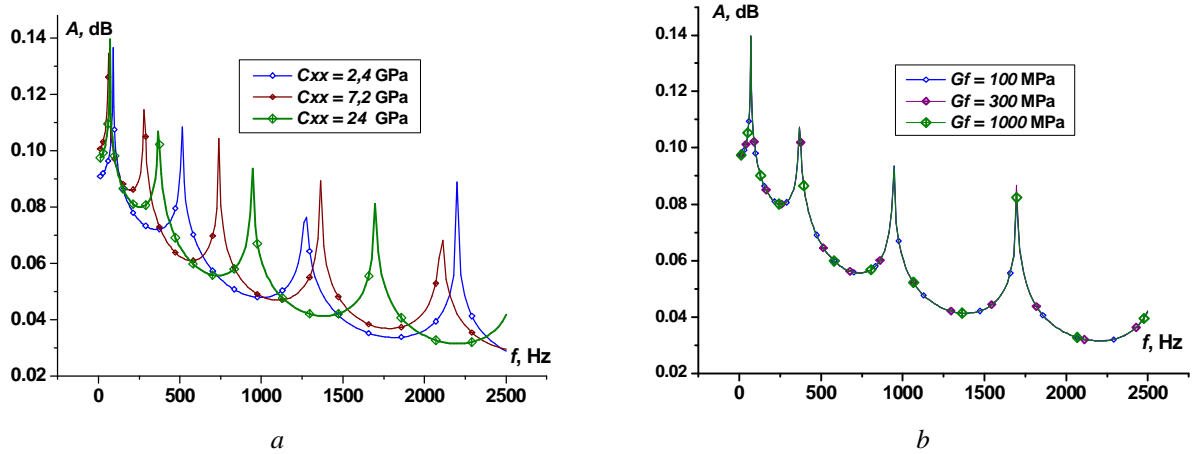 A, dB
0.14
0.12
0.10
0.08
0.06
0.04
0.02
Cxx = 2,4 GPa
Cxx = 7,2 GPa
Cxx = 24 GPa
f, Hz
0 500 1000 1500 2000 2500
a
A, dB
0.14
0.12
0.10
0.08
0.06
0.04
0.02
Gf = 100 MPa
Gf = 300 MPa
Gf = 1000 MPa
f, Hz
0 500 1000 1500 2000 2500
b